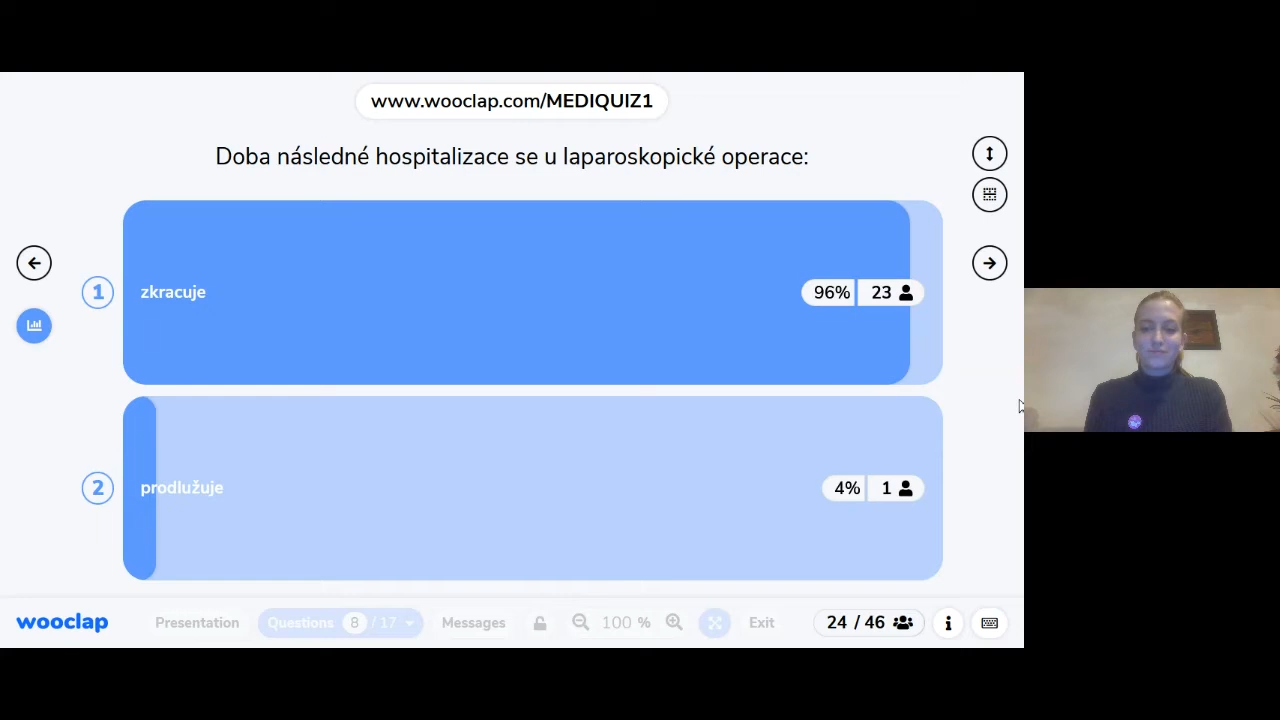 www.wooclap.com/MEDIQUIZ1
Doba následné hospitalizace se u laparoskopické operace:
1 zkracuje 96% 23
2 prodlužuje 4% 1
wooclap Presentation Questions 8 / 17 Messages 100 % Exit 24 / 46 i